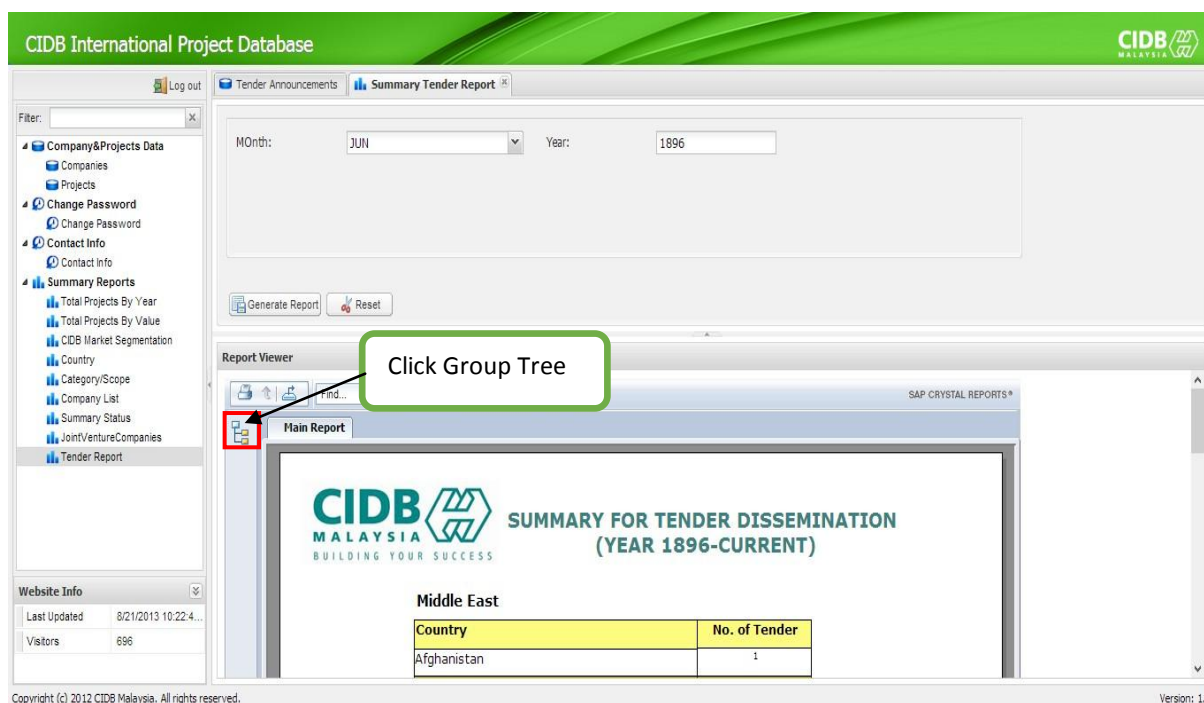 CIDB International Project Database
CIDB
MALAYSIA
Log out
Tender Announcements
Summary Tender Report
Filter:
MOnth:
JUN
Year:
1896
Company&Projects Data
Companies
Projects
Change Password
Change Password
Contact Info
Contact Info
Summary Reports
Total Projects By Year
Total Projects By Value
CIDB Market Segmentation
Country
Category/Scope
Company List
Summary Status
JointVentureCompanies
Tender Report
Generate Report
Reset
Report Viewer
Click Group Tree
Find...
SAP CRYSTAL REPORTS®
Main Report
CIDB
MALAYSIA
BUILDING YOUR SUCCESS
SUMMARY FOR TENDER DISSEMINATION
(YEAR 1896-CURRENT)
Middle East
Country No. of Tender
Afghanistan 1
Website Info
Last Updated 8/21/2013 10:22:4...
Visitors 696
Copyright (c) 2012 CIDB Malaysia. All rights reserved.
Version: 1.